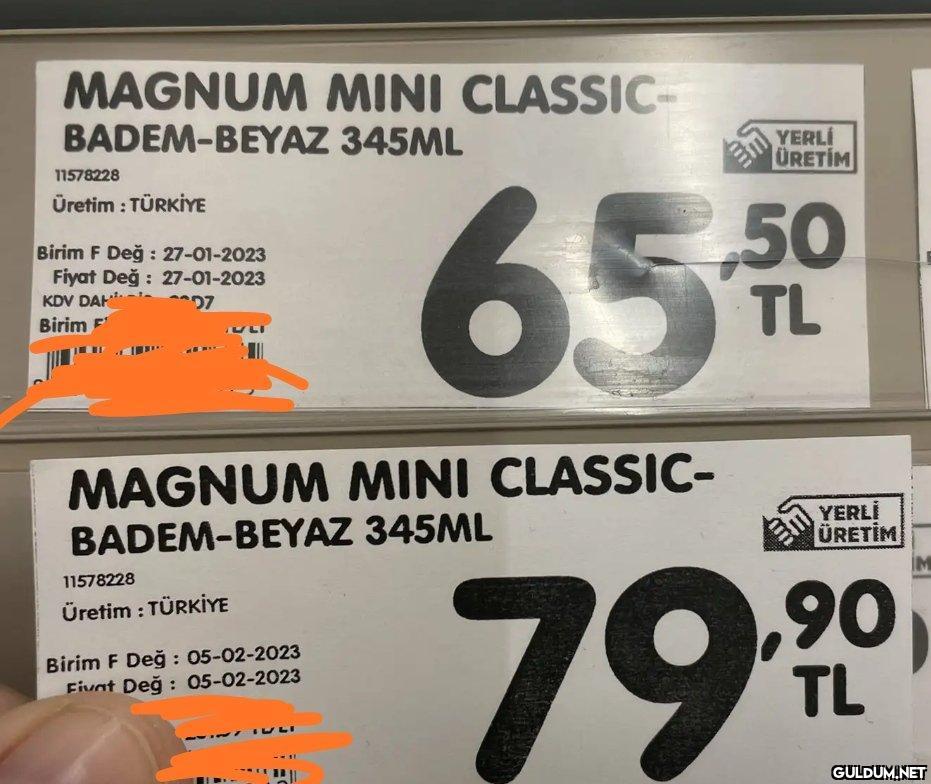 MAGNUM MINI CLASSIC-
BADEM-BEYAZ 345ML
YERLİ
ÜRETİM
11578228
Üretim : TÜRKİYE
65,50
TL
Birim F Değ : 27-01-2023
Fiyat Değ : 27-01-2023
KDV
Birim
MAGNUM MINI CLASSIC-
BADEM-BEYAZ 345ML
YERLİ
ÜRETİM
11578228
Üretim : TÜRKİYE
79,90
TL
Birim F Değ : 05-02-2023
Fiyat Değ : 05-02-2023
GULDUM.NET